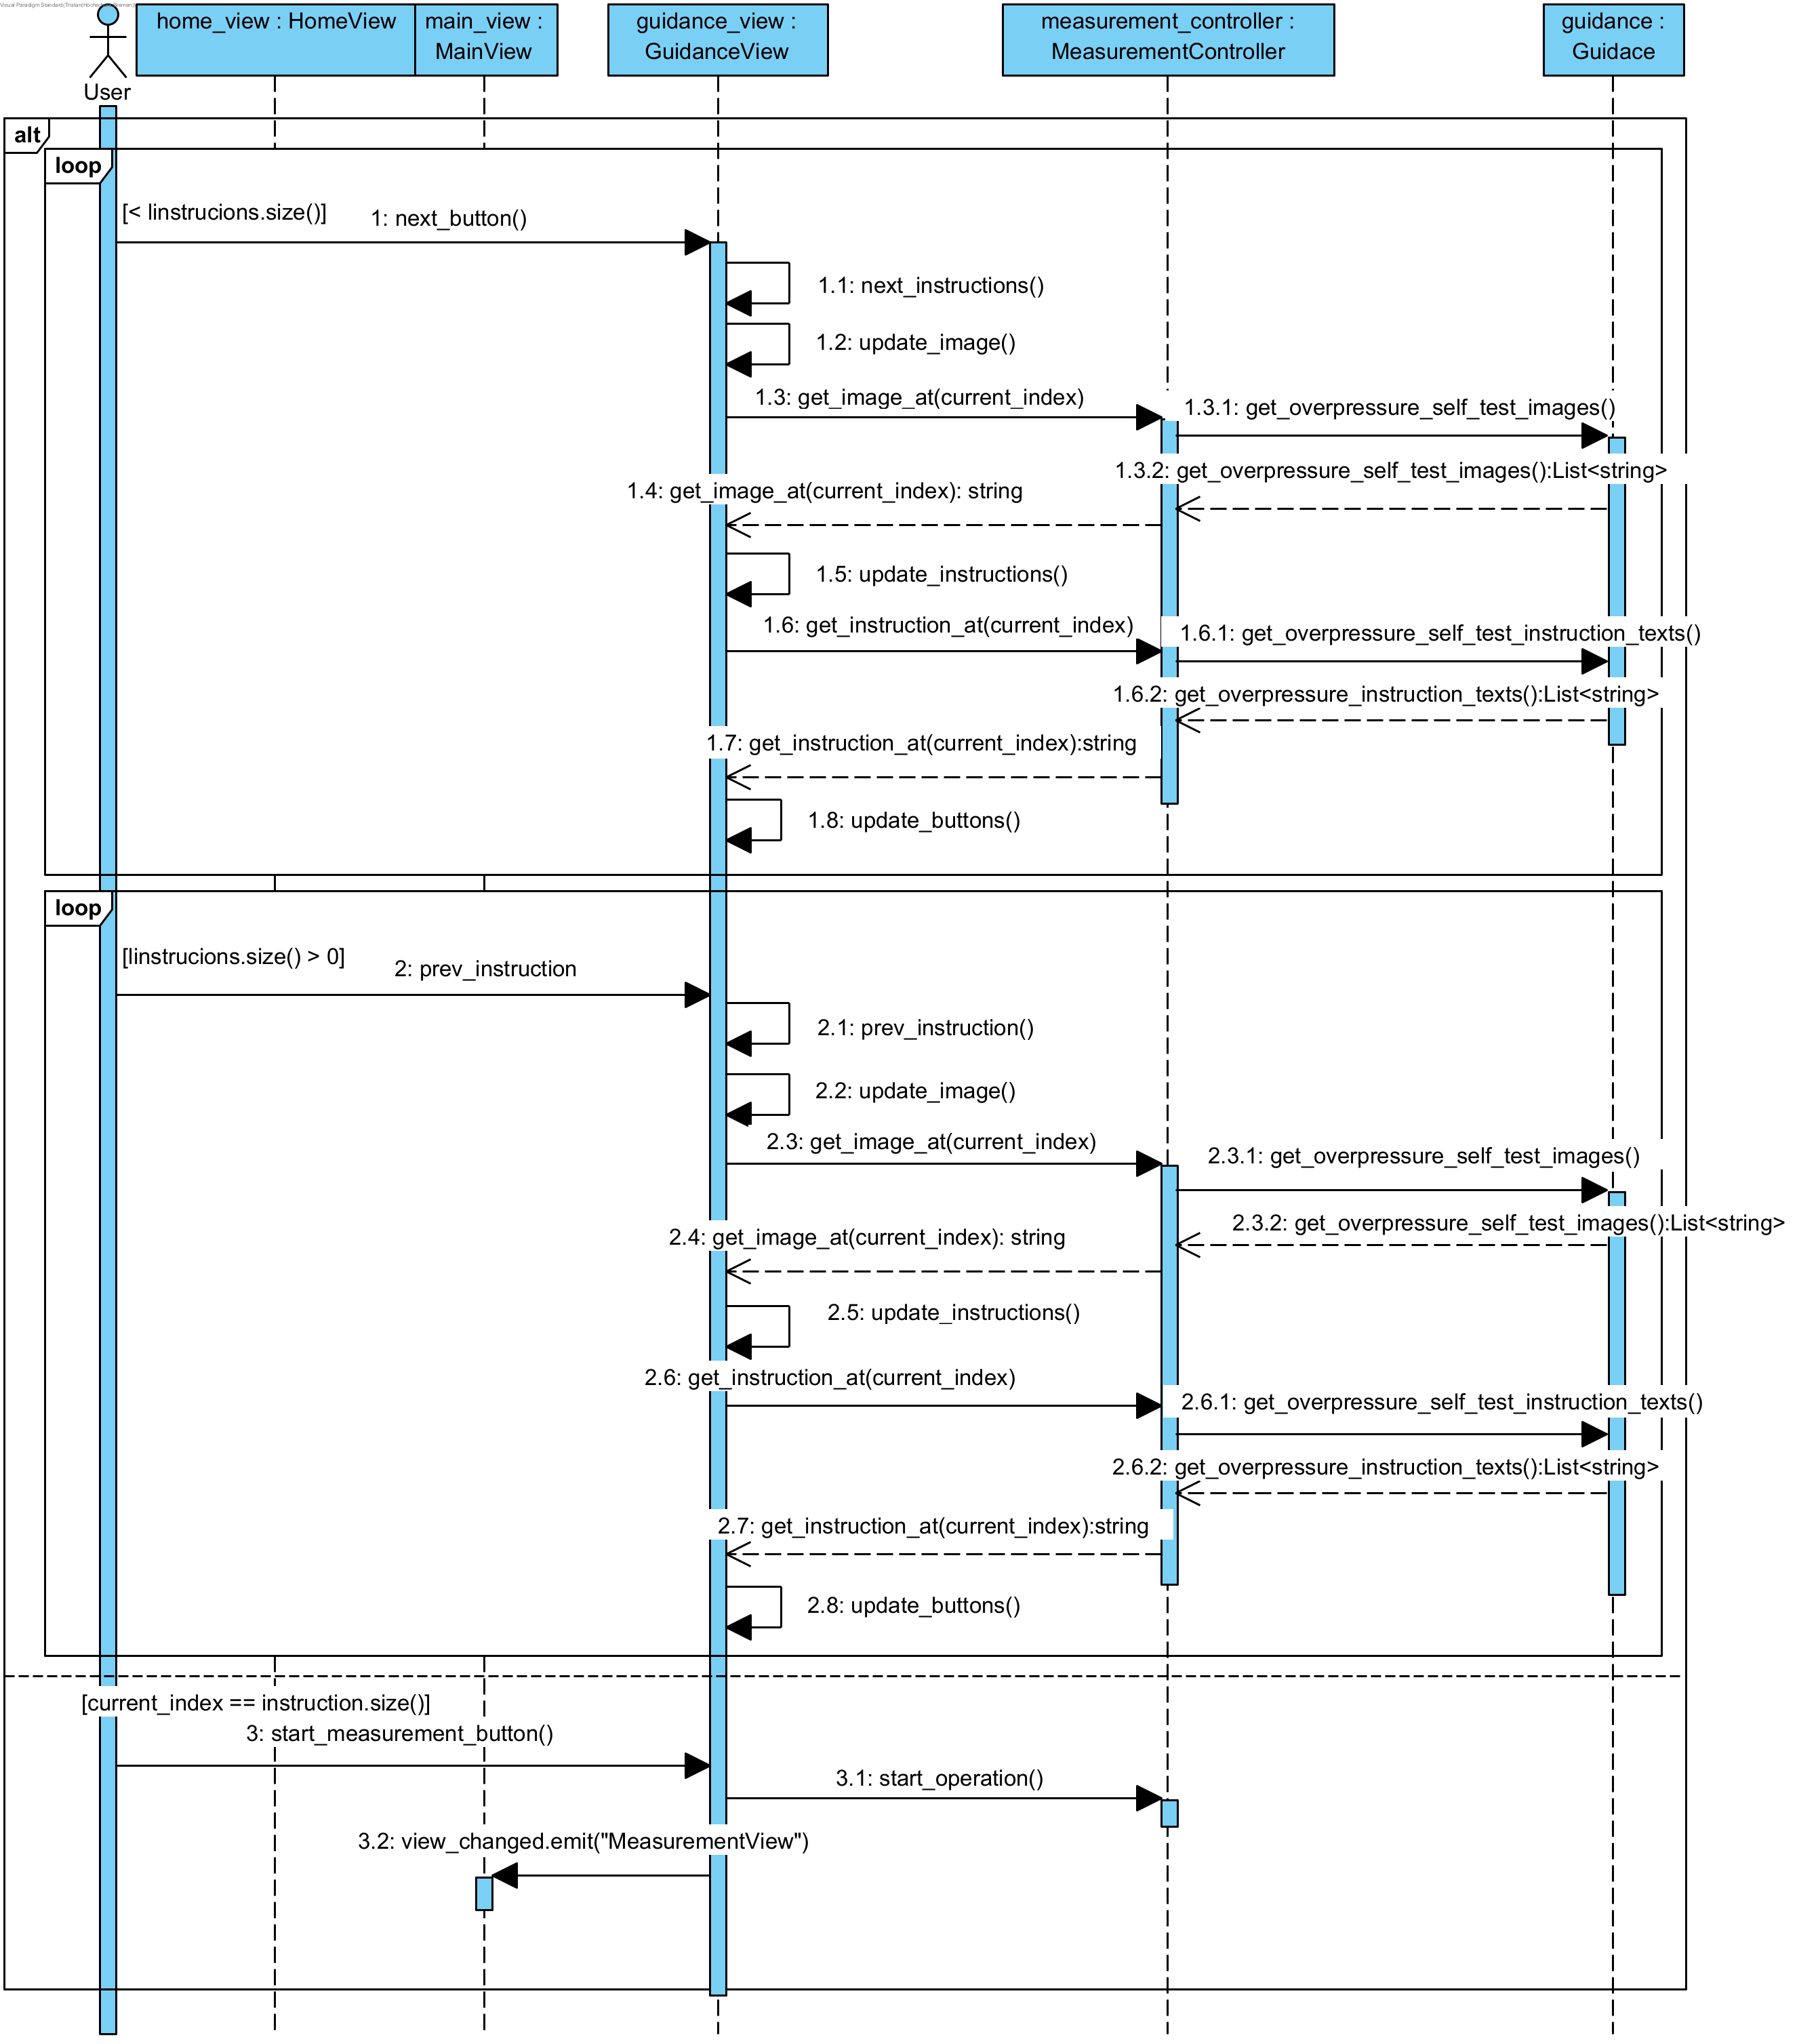 Visual Paradigm Standard(Tristan(Hochschule Bremen))
home_view : HomeView
main_view :
MainView
guidance_view :
GuidanceView
measurement_controller :
MeasurementController
guidance :
Guidace
User
alt
loop
[< linstrucions.size()]
1: next_button()
1.1: next_instructions()
1.2: update_image()
1.3: get_image_at(current_index)
1.3.1: get_overpressure_self_test_images()
1.3.2: get_overpressure_self_test_images():List<string>
1.4: get_image_at(current_index): string
1.5: update_instructions()
1.6: get_instruction_at(current_index)
1.6.1: get_overpressure_self_test_instruction_texts()
1.6.2: get_overpressure_instruction_texts():List<string>
1.7: get_instruction_at(current_index):string
1.8: update_buttons()
loop
[linstrucions.size() > 0]
2: prev_instruction
2.1: prev_instruction()
2.2: update_image()
2.3: get_image_at(current_index)
2.3.1: get_overpressure_self_test_images()
2.3.2: get_overpressure_self_test_images():List<string>
2.4: get_image_at(current_index): string
2.5: update_instructions()
2.6: get_instruction_at(current_index)
2.6.1: get_overpressure_self_test_instruction_texts()
2.6.2: get_overpressure_instruction_texts():List<string>
2.7: get_instruction_at(current_index):string
2.8: update_buttons()
[current_index == instruction.size()]
3: start_measurement_button()
3.1: start_operation()
3.2: view_changed.emit("MeasurementView")